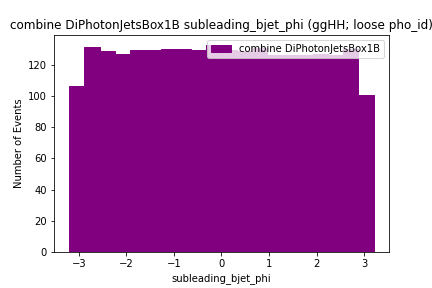 combine DiPhotonJetsBox1B subleading_bjet_phi (ggHH; loose pho_id)
combine DiPhotonJetsBox1B
Number of Events
120
100
80
60
40
20
0
−3 −2 −1 0 1 2 3
subleading_bjet_phi